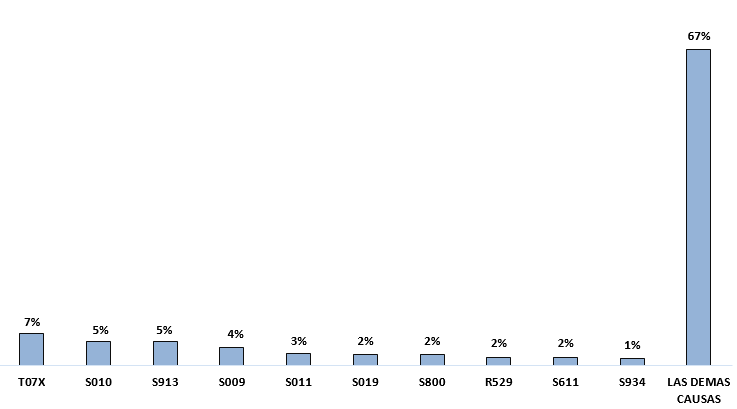 67%
7%
5%
5%
4%
3%
2%
2%
2%
2%
1%
T07X
S010
S913
S009
S011
S019
S800
R529
S611
S934
LAS DEMAS
CAUSAS